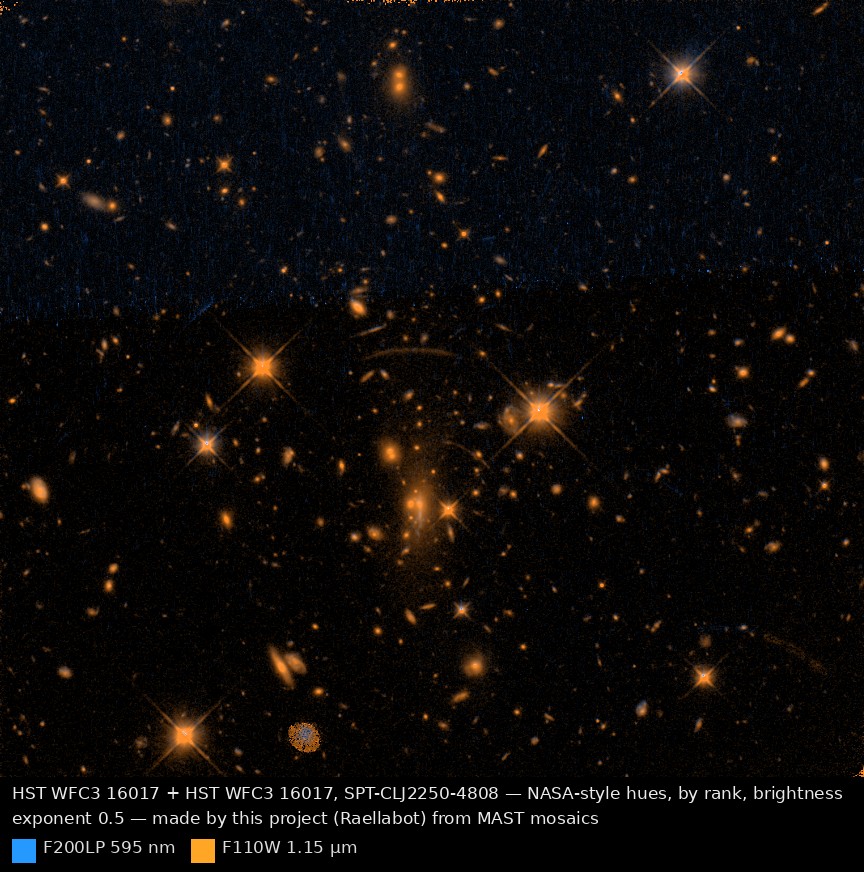 HST WFC3 16017 + HST WFC3 16017, SPT-CLJ2250-4808 — NASA-style hues, by rank, brightness
exponent 0.5 — made by this project (Raellabot) from MAST mosaics
F200LP 595 nm F110W 1.15 µm